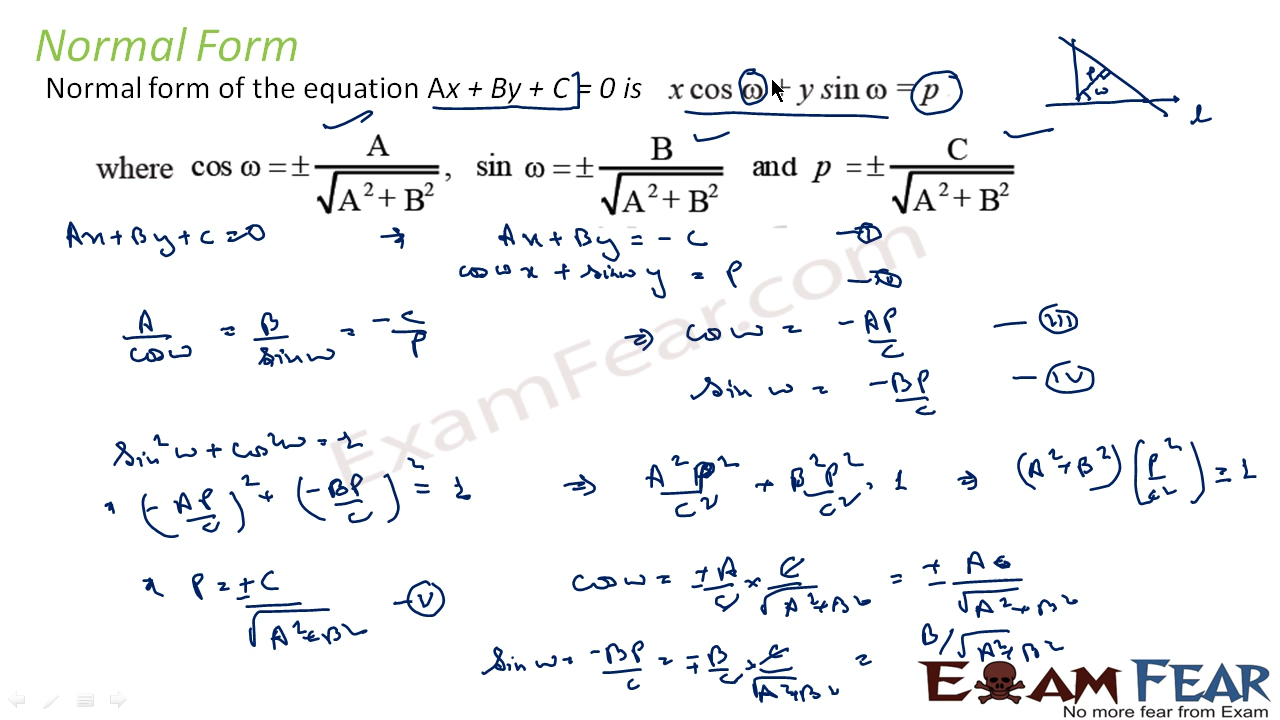 Normal Form
Normal form of the equation Ax + By + C = 0 is x cos ω + y sin ω = p
P
ω
l
where cos ω = ± A/√A² + B², sin ω = ± B/√A² + B² and p = ± C/√A² + B²
Ax + By + C = 0 → Ax + By = - C — I
cos ω x + sin ω y = P — II
A/cos ω = B/sin ω = -C/P ⇒ cos ω = -AP/C — III
sin ω = -BP/C — IV
sin² ω + cos² ω = 1
(-AP/C)² + (-BP/C)² = 1 ⇒ A²P²/C² + B²P²/C² = 1 ⇒ (A² + B²)(P²/C²) = 1
P = ± C/√A² + B² — V cos ω = ∓ A/C × C/√A² + B² = ± A/√A² + B²
sin ω = -BP/C = ∓ B/C × C/√A² + B² = B/√A² + B²
ExamFear.com
EXAM FEAR
No more fear from Exam